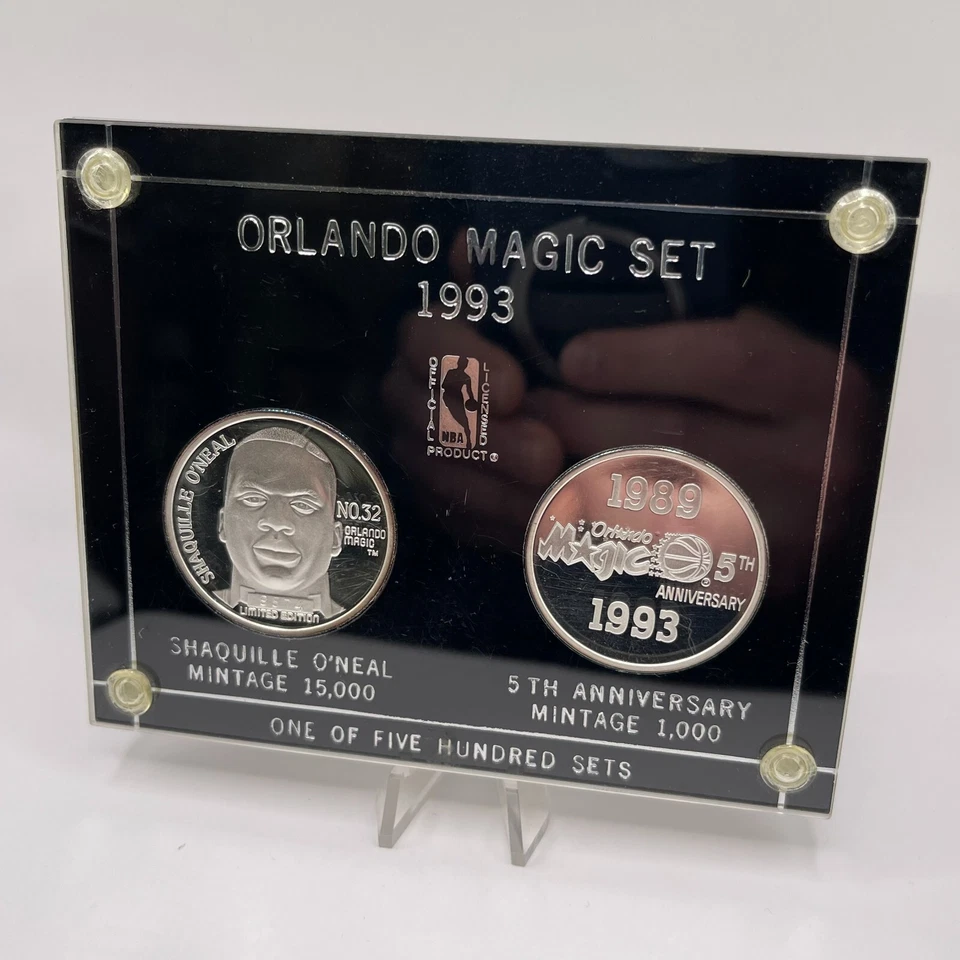 ORLANDO MAGIC SET
1993
OFFICIAL
LICENSED
NBA
PRODUCT®
SHAQUILLE O'NEAL
NO.32
ORLANDO
MAGIC
TM
LIMITED EDITION
1989
Orlando
MAGIC
®
5TH
ANNIVERSARY
1993
SHAQUILLE O'NEAL
MINTAGE 15,000
5TH ANNIVERSARY
MINTAGE 1,000
ONE OF FIVE HUNDRED SETS